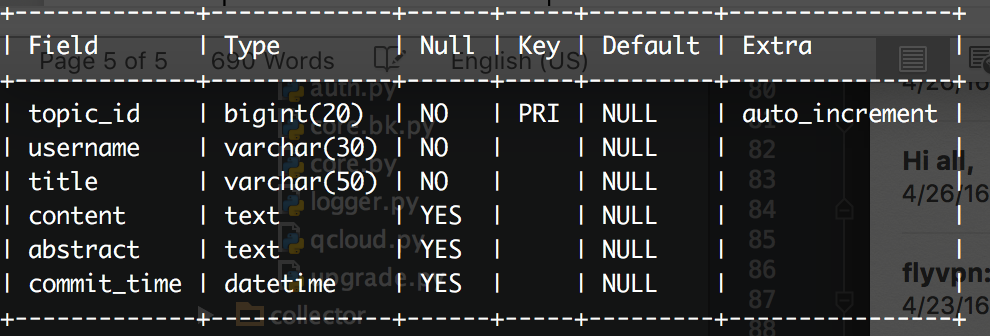 +-------------+-------------+------+-----+---------+----------------+
| Field       | Type        | Null | Key | Default | Extra          |
Page 5 of 5 690 Words English (US)
+-------------+-------------+------+-----+---------+----------------+
auth.py 80 4/26/16
| topic_id    | bigint(20)  | NO   | PRI | NULL    | auto_increment |
core.bk.py 81
| username    | varchar(30) | NO   |     | NULL    |                |
core.py 82 Hi all,
| title       | varchar(50) | NO   |     | NULL    |                |
logger.py 83 4/26/16
| content     | text        | YES  |     | NULL    |                |
84
qcloud.py 85
| abstract    | text        | YES  |     | NULL    |                |
upgrade.py 86 flyvpn:
| commit_time | datetime    | YES  |     | NULL    |                |
87 4/23/16
collector
+-------------+-------------+------+-----+---------+----------------+
88